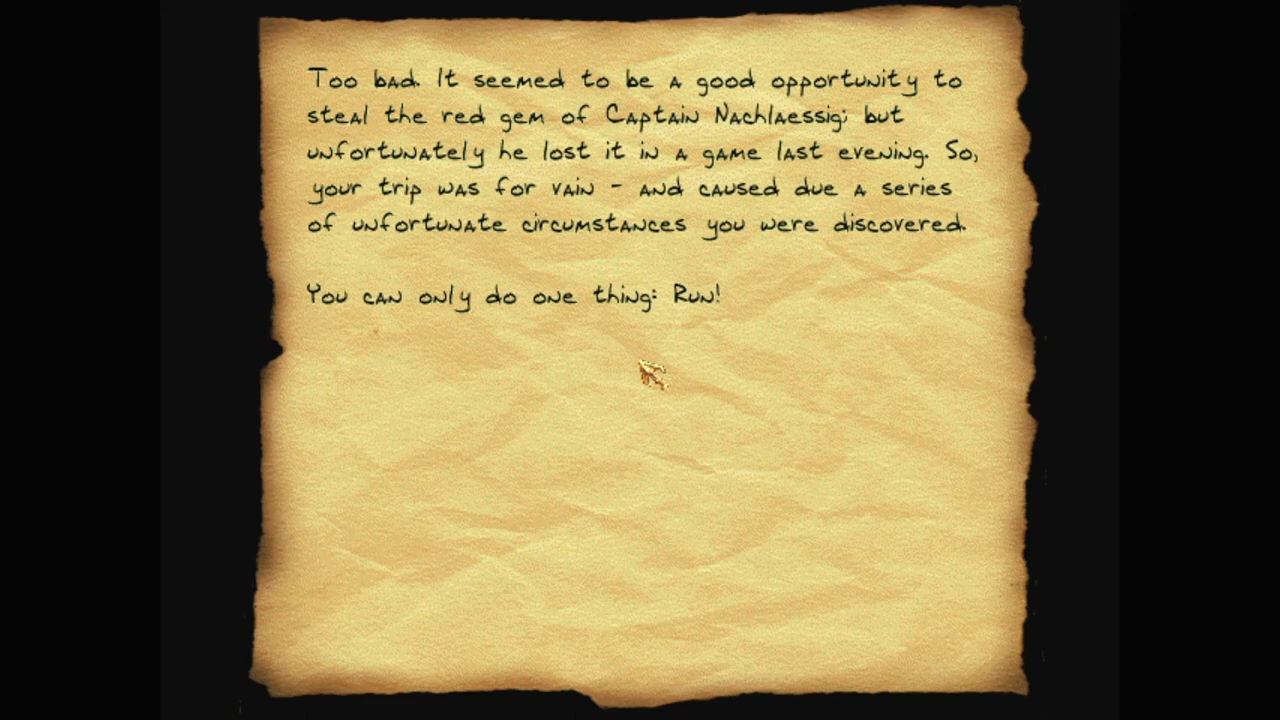 Too bad. It seemed to be a good opportunity to
steal the red gem of Captain Nachlaessig; but
unfortunately he lost it in a game last evening. So,
your trip was for vain - and caused due a series
of unfortunate circumstances you were discovered.
You can only do one thing: Run!